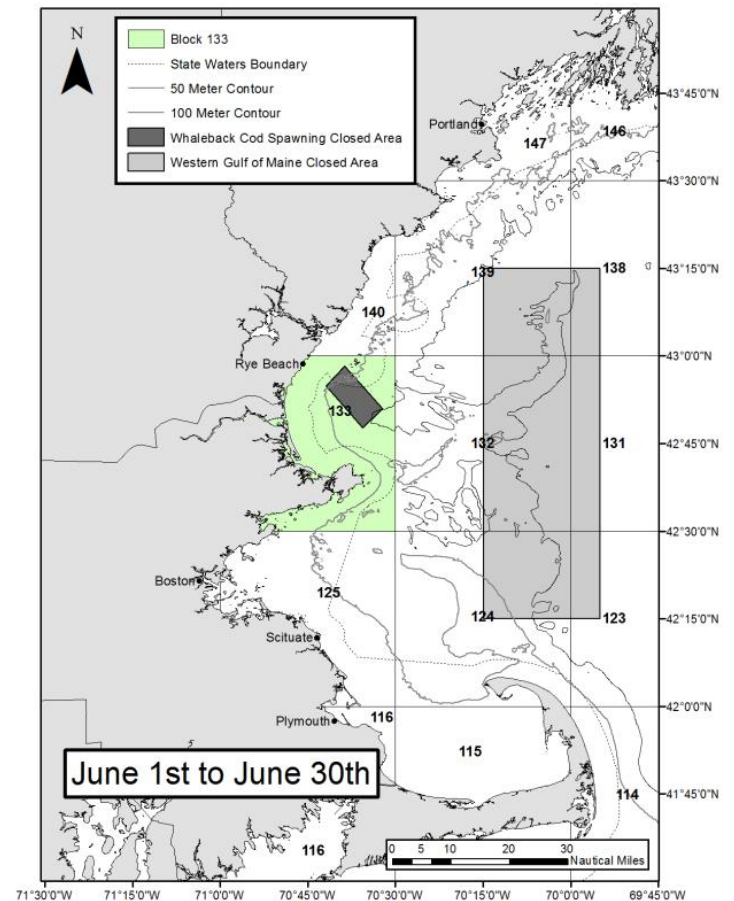 N
Block 133
State Waters Boundary
50 Meter Contour
100 Meter Contour
Whaleback Cod Spawning Closed Area
Western Gulf of Maine Closed Area
43°45'0"N
Portland
146
147
43°30'0"N
139
138
43°15'0"N
140
43°0'0"N
Rye Beach
133
132
131
42°45'0"N
42°30'0"N
Boston
125
124
123
42°15'0"N
Scituate
42°0'0"N
116
Plymouth
115
June 1st to June 30th
114
41°45'0"N
116
0 5 10 20 30
Nautical Miles
71°30'0"W 71°15'0"W 71°0'0"W 70°45'0"W 70°30'0"W 70°15'0"W 70°0'0"W 69°45'0"W